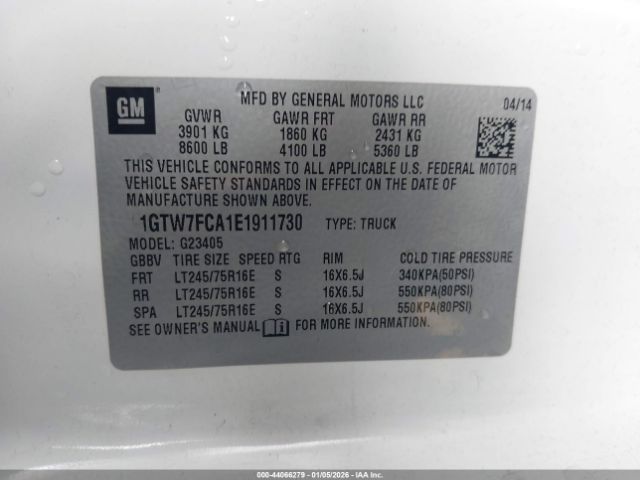 GM
MFD BY GENERAL MOTORS LLC 04/14
GVWR GAWR FRT GAWR RR
3901 KG 1860 KG 2431 KG
8600 LB 4100 LB 5360 LB
THIS VEHICLE CONFORMS TO ALL APPLICABLE U.S. FEDERAL MOTOR
VEHICLE SAFETY STANDARDS IN EFFECT ON THE DATE OF
MANUFACTURE SHOWN ABOVE.
1GTW7FCA1E1911730 TYPE: TRUCK
MODEL: G23405
GBBV TIRE SIZE SPEED RTG RIM COLD TIRE PRESSURE
FRT LT245/75R16E S 16X6.5J 340KPA(50PSI)
RR LT245/75R16E S 16X6.5J 550KPA(80PSI)
SPA LT245/75R16E S 16X6.5J 550KPA(80PSI)
SEE OWNER'S MANUAL FOR MORE INFORMATION.
000-44066279 - 01/05/2026 - Copart, Inc.